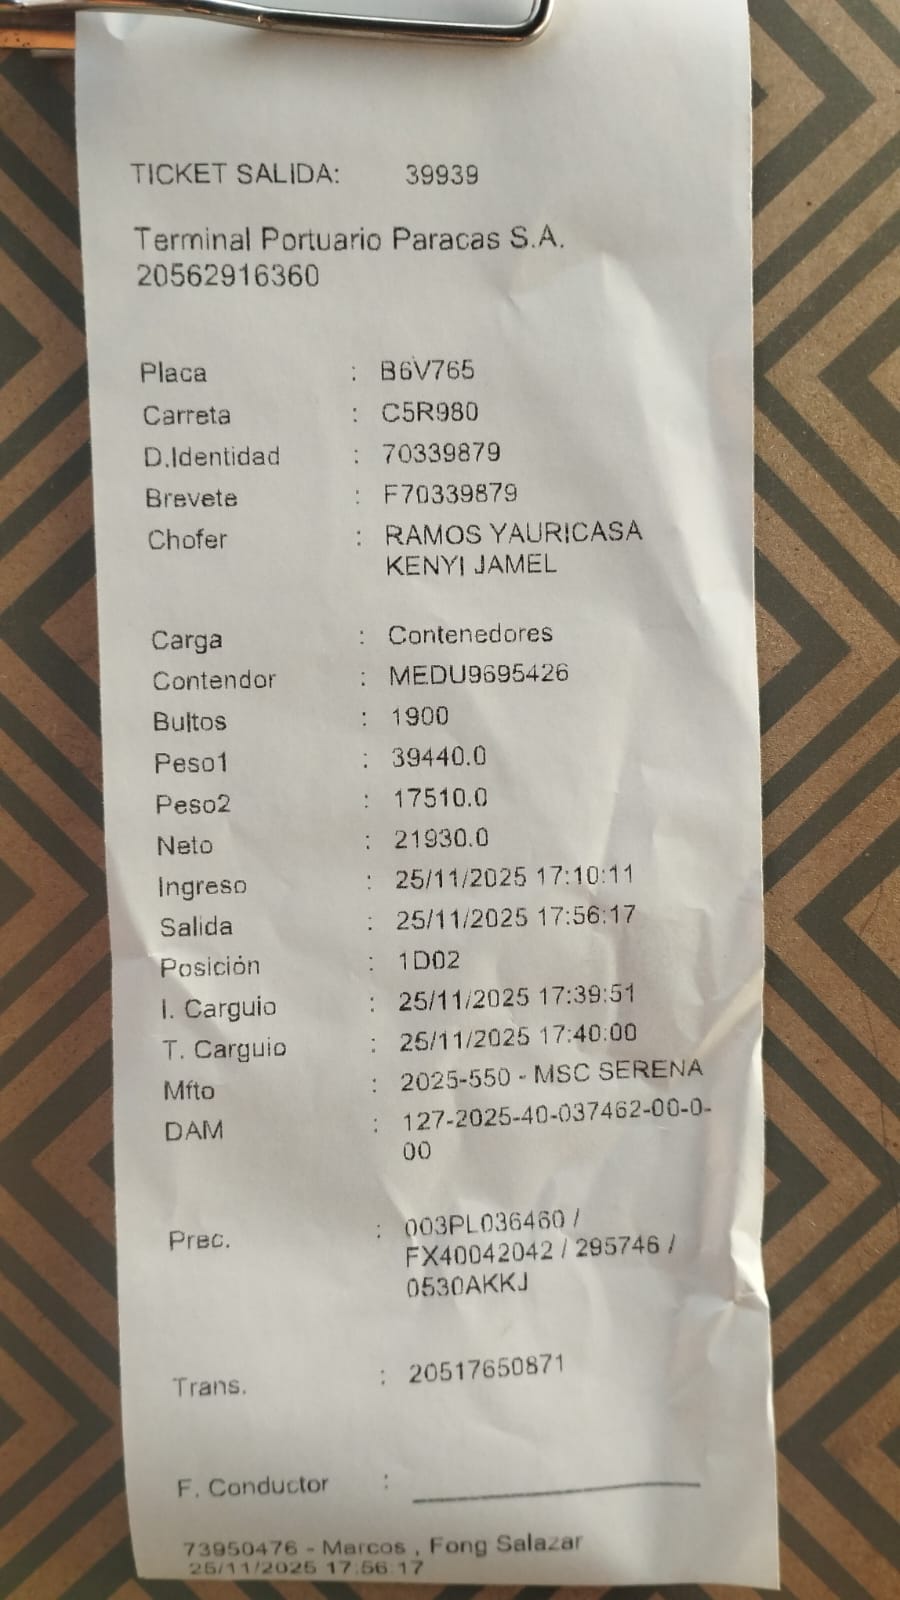 TICKET SALIDA: 39939
Terminal Portuario Paracas S.A.
20562916360
Placa : B6V765
Carreta : C5R980
D.Identidad : 70339879
Brevete : F70339879
Chofer : RAMOS YAURICASA
KENYI JAMEL
Carga : Contenedores
Contendor : MEDU9695426
Bultos : 1900
Peso1 : 39440.0
Peso2 : 17510.0
Neto : 21930.0
Ingreso : 25/11/2025 17:10:11
Salida : 25/11/2025 17:56:17
Posición : 1D02
I. Carguio : 25/11/2025 17:39:51
T. Carguio : 25/11/2025 17:40:00
Mfto : 2025-550 - MSC SERENA
DAM : 127-2025-40-037462-00-0-
00
Prec. : 003PL036460 /
FX40042042 / 295746 /
0530AKKJ
Trans. : 20517650871
F. Conductor :
73950476 - Marcos , Fong Salazar
25/11/2025 17:56:17